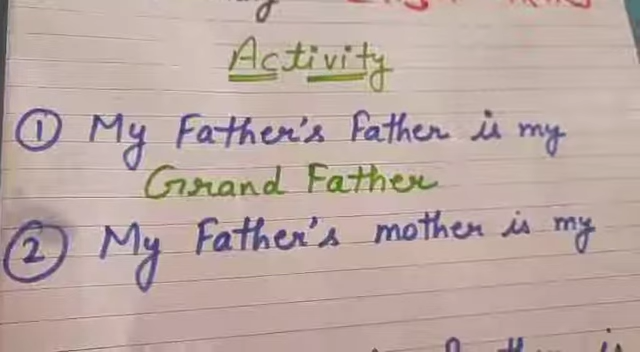 Activity
① My Father's Father is my
Grand Father
② My Father's mother is my